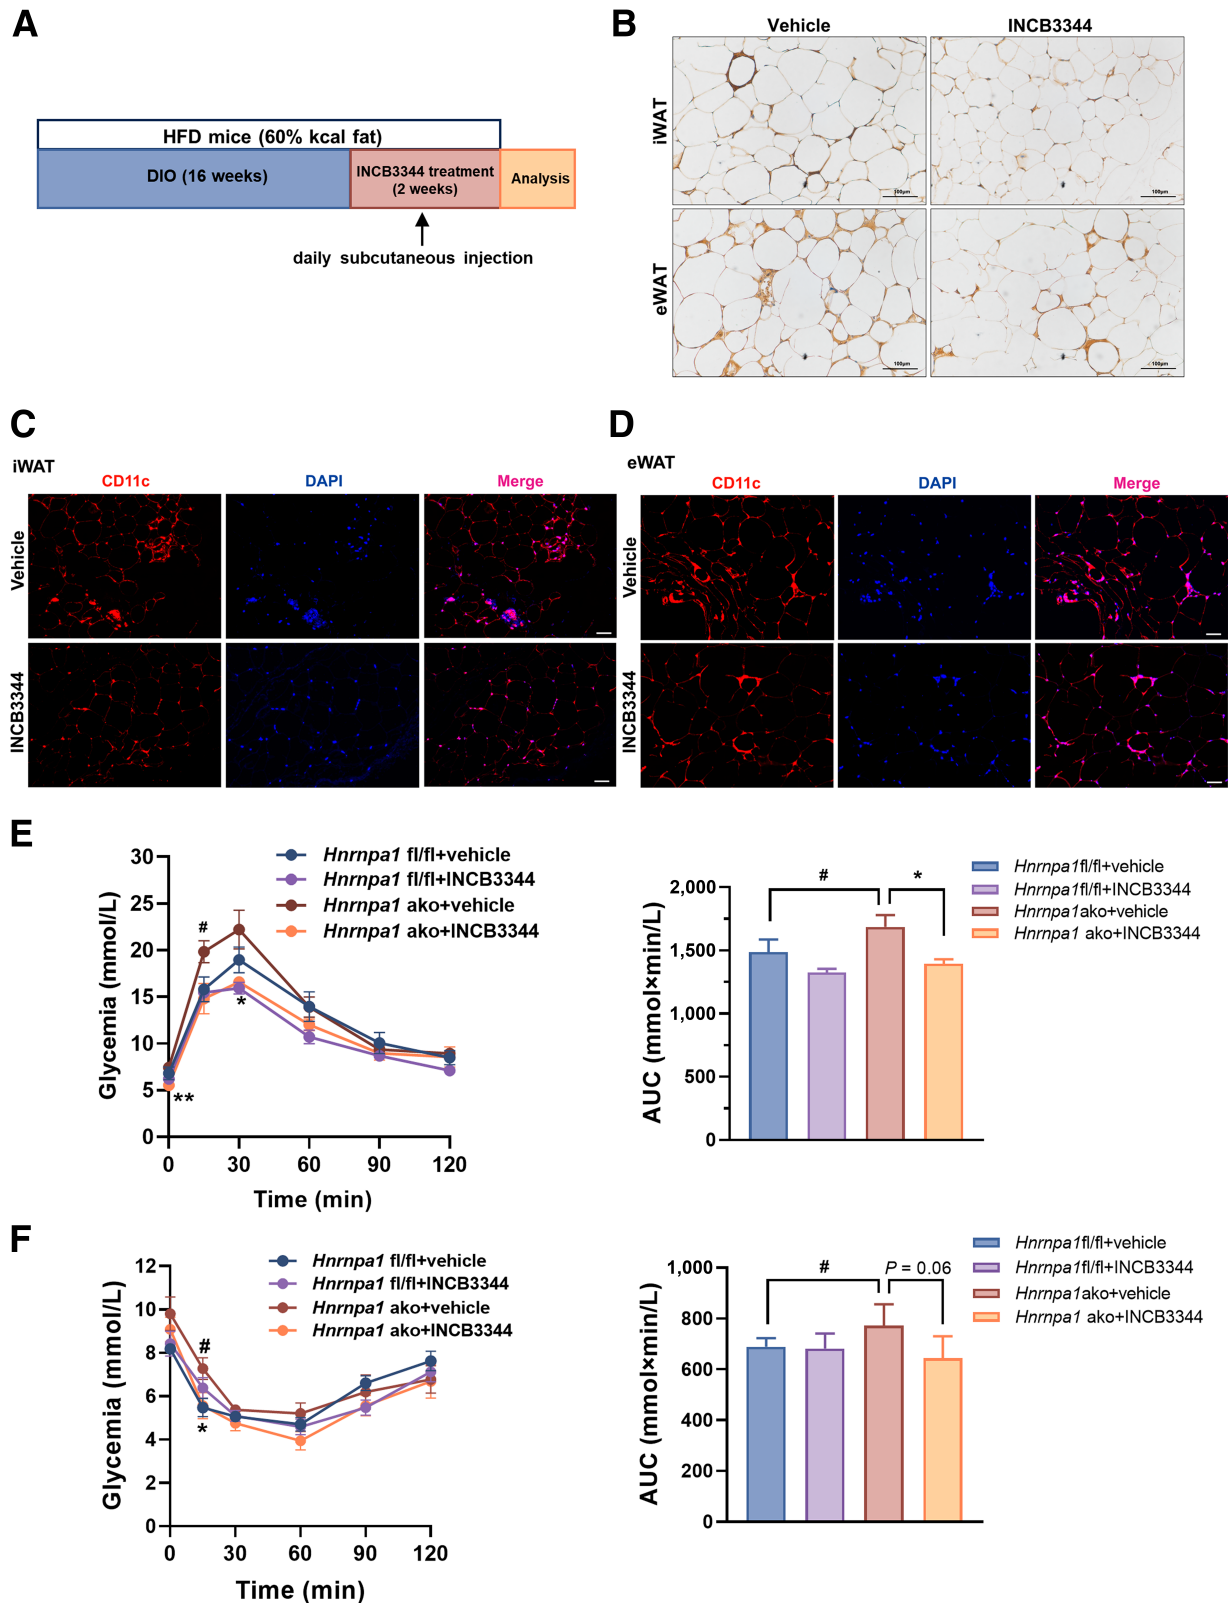 A
HFD mice (60% kcal fat)
DIO (16 weeks)
INCB3344 treatment
(2 weeks)
Analysis
daily subcutaneous injection
B
Vehicle
INCB3344
iWAT
eWAT
100μm
100μm
100μm
100μm
C
iWAT
CD11c
DAPI
Merge
Vehicle
INCB3344
D
eWAT
CD11c
DAPI
Merge
Vehicle
INCB3344
E
Glycemia (mmol/L)
30
25
20
15
10
5
0
0
30
60
90
120
Time (min)
#
*
**
Hnrnpa1 fl/fl+vehicle
Hnrnpa1 fl/fl+INCB3344
Hnrnpa1 ako+vehicle
Hnrnpa1 ako+INCB3344
AUC (mmol×min/L)
2,000
1,500
1,000
500
0
#
*
Hnrnpa1fl/fl+vehicle
Hnrnpa1fl/fl+INCB3344
Hnrnpa1ako+vehicle
Hnrnpa1 ako+INCB3344
F
Glycemia (mmol/L)
12
10
8
6
4
2
0
0
30
60
90
120
Time (min)
#
*
Hnrnpa1 fl/fl+vehicle
Hnrnpa1 fl/fl+INCB3344
Hnrnpa1 ako+vehicle
Hnrnpa1 ako+INCB3344
AUC (mmol×min/L)
1,000
800
600
400
200
0
#
P = 0.06
Hnrnpa1fl/fl+vehicle
Hnrnpa1fl/fl+INCB3344
Hnrnpa1ako+vehicle
Hnrnpa1 ako+INCB3344